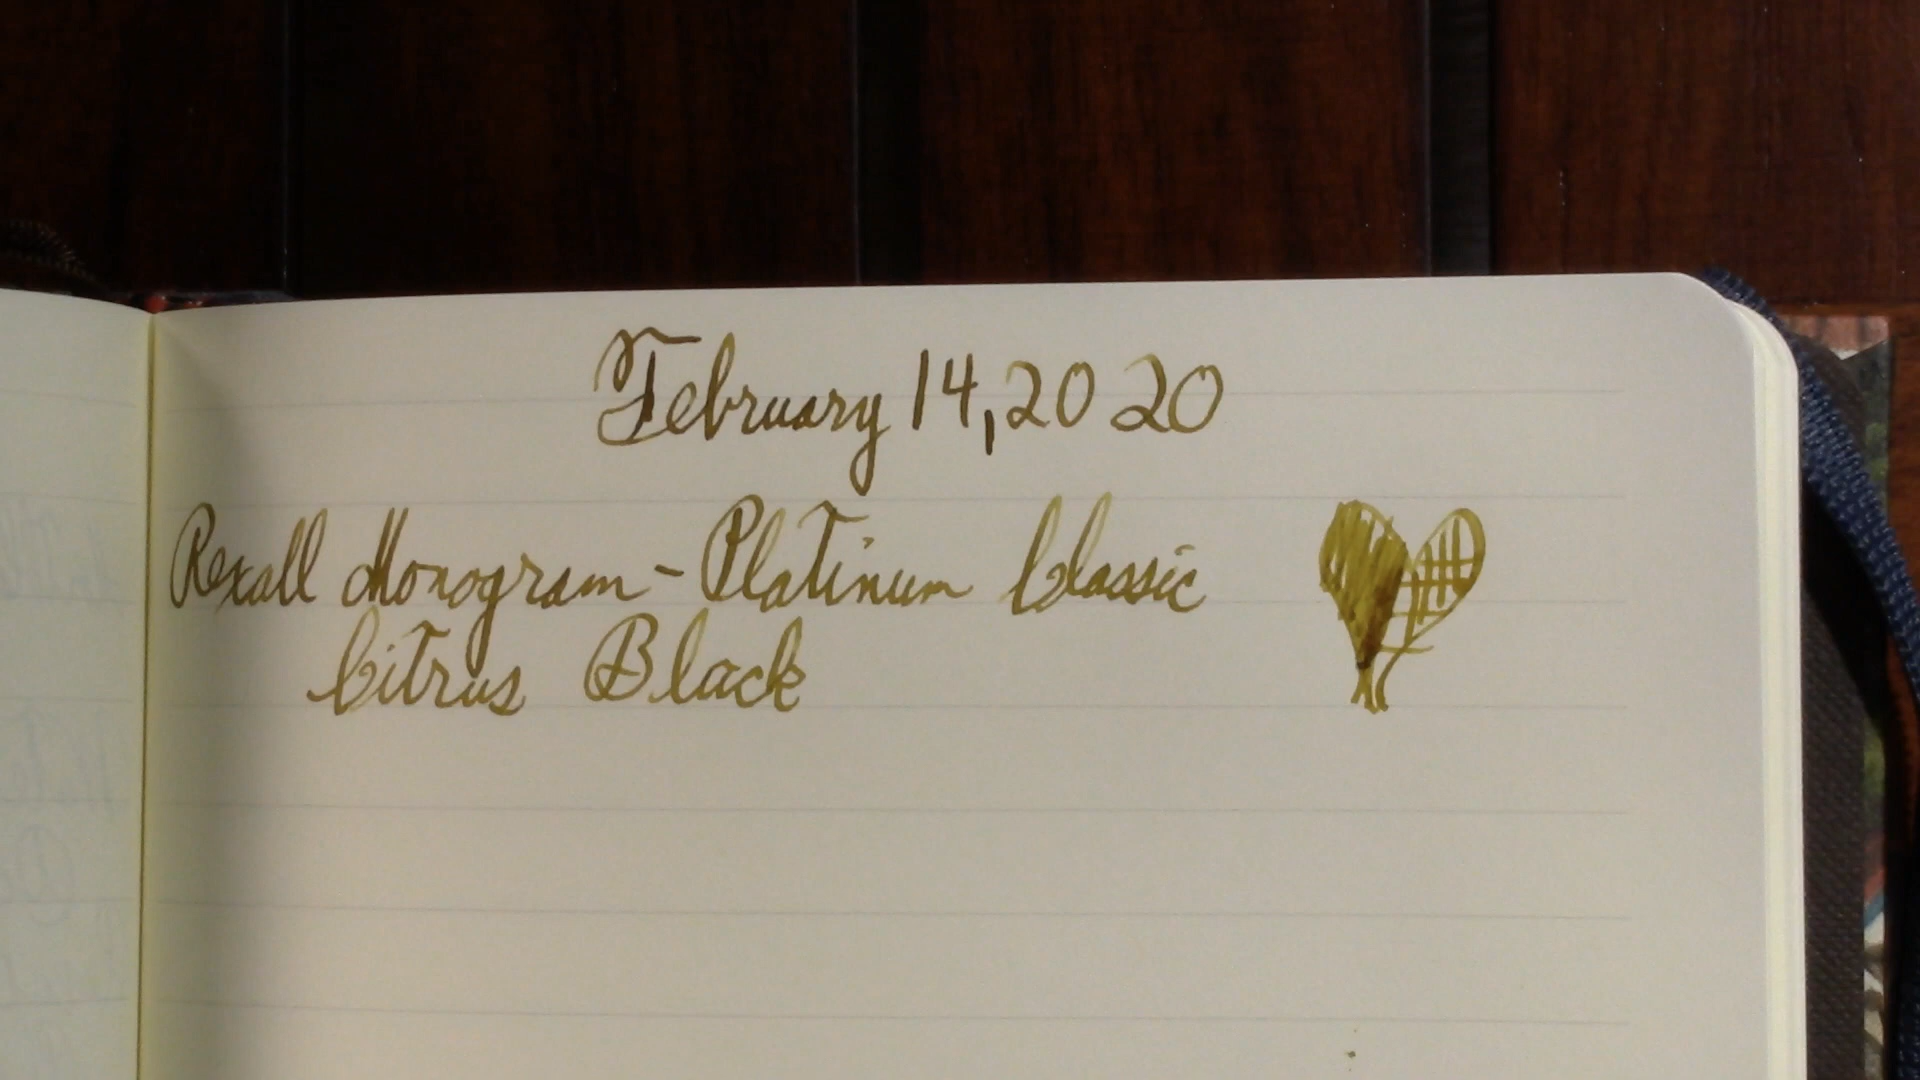 February 14, 2020
Rexall Monogram - Platinum Classic
Citrus Black